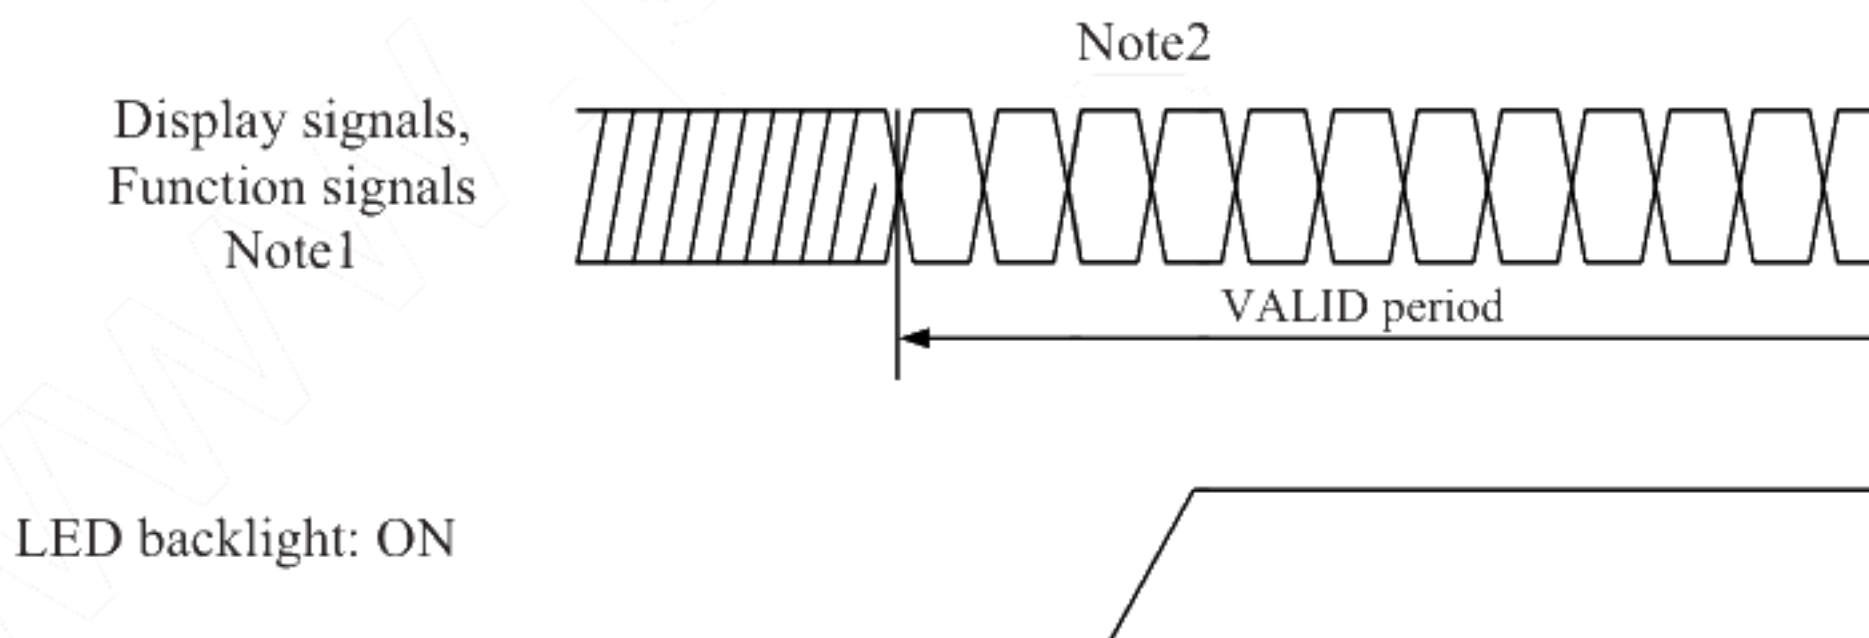 Note2
Display signals,
Function signals
Note1
VALID period
LED backlight: ON